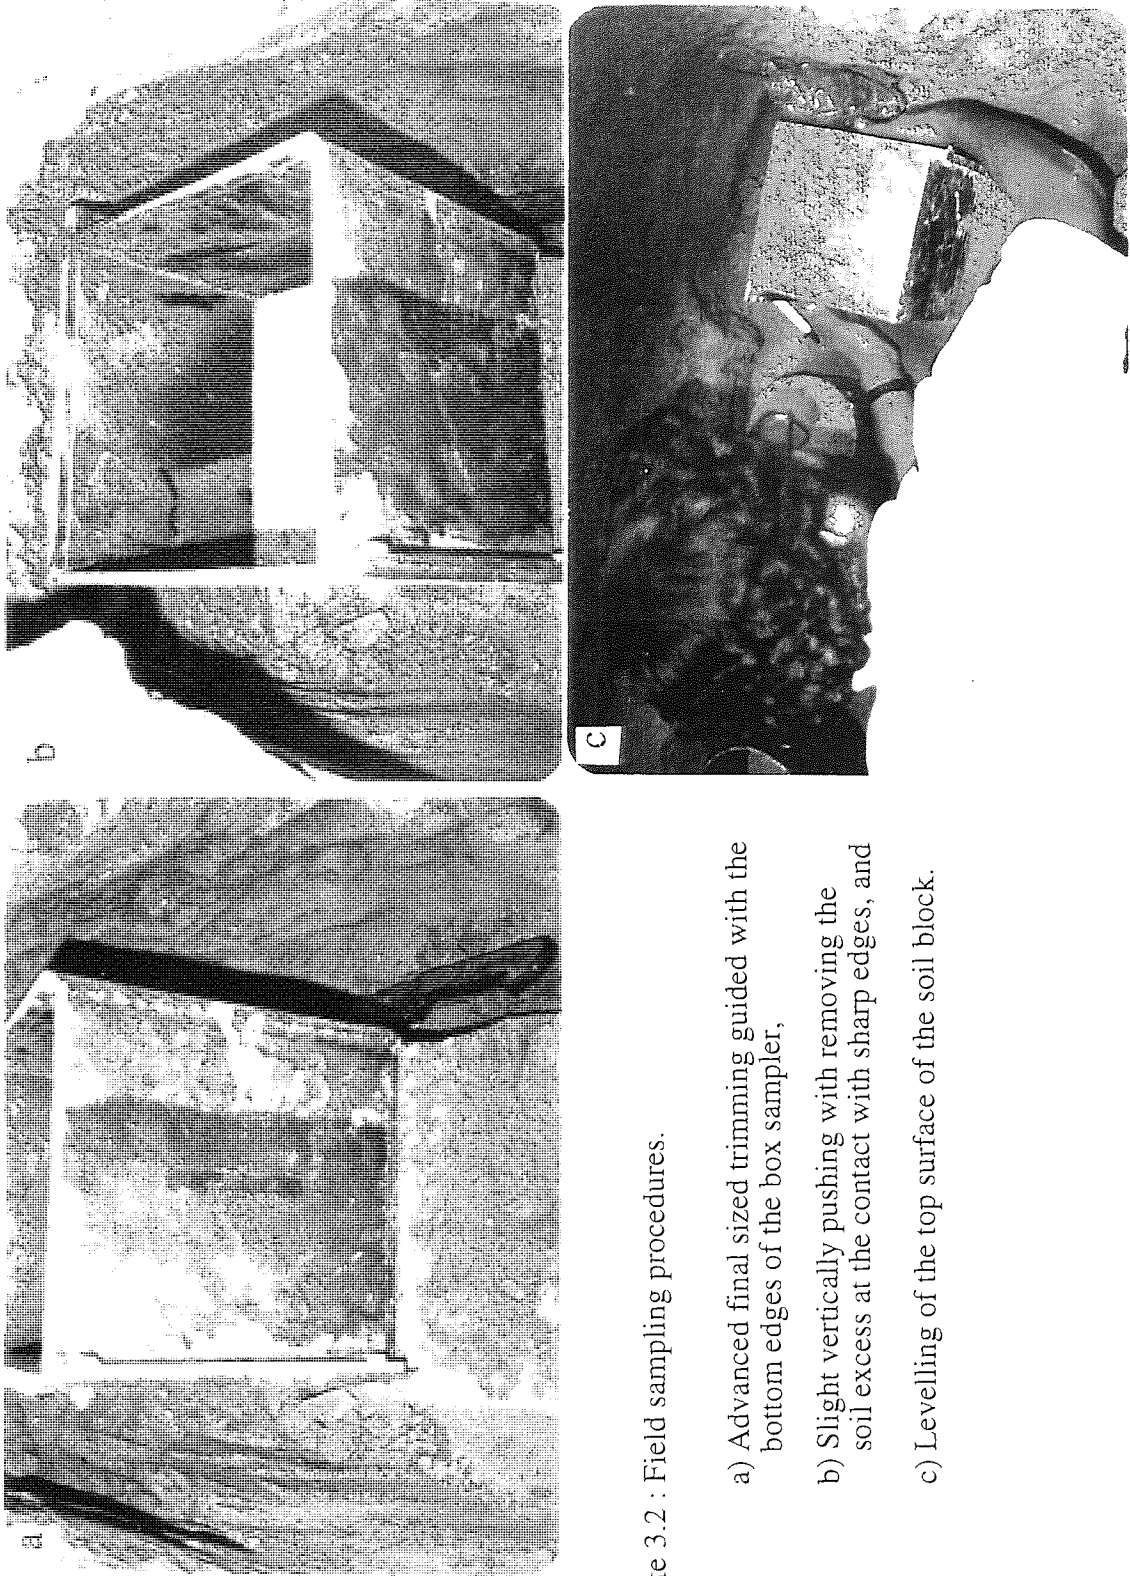 a
b
c
re 3.2 : Field sampling procedures.
a) Advanced final sized trimming guided with the
bottom edges of the box sampler,
b) Slight vertically pushing with removing the
soil excess at the contact with sharp edges, and
c) Levelling of the top surface of the soil block.